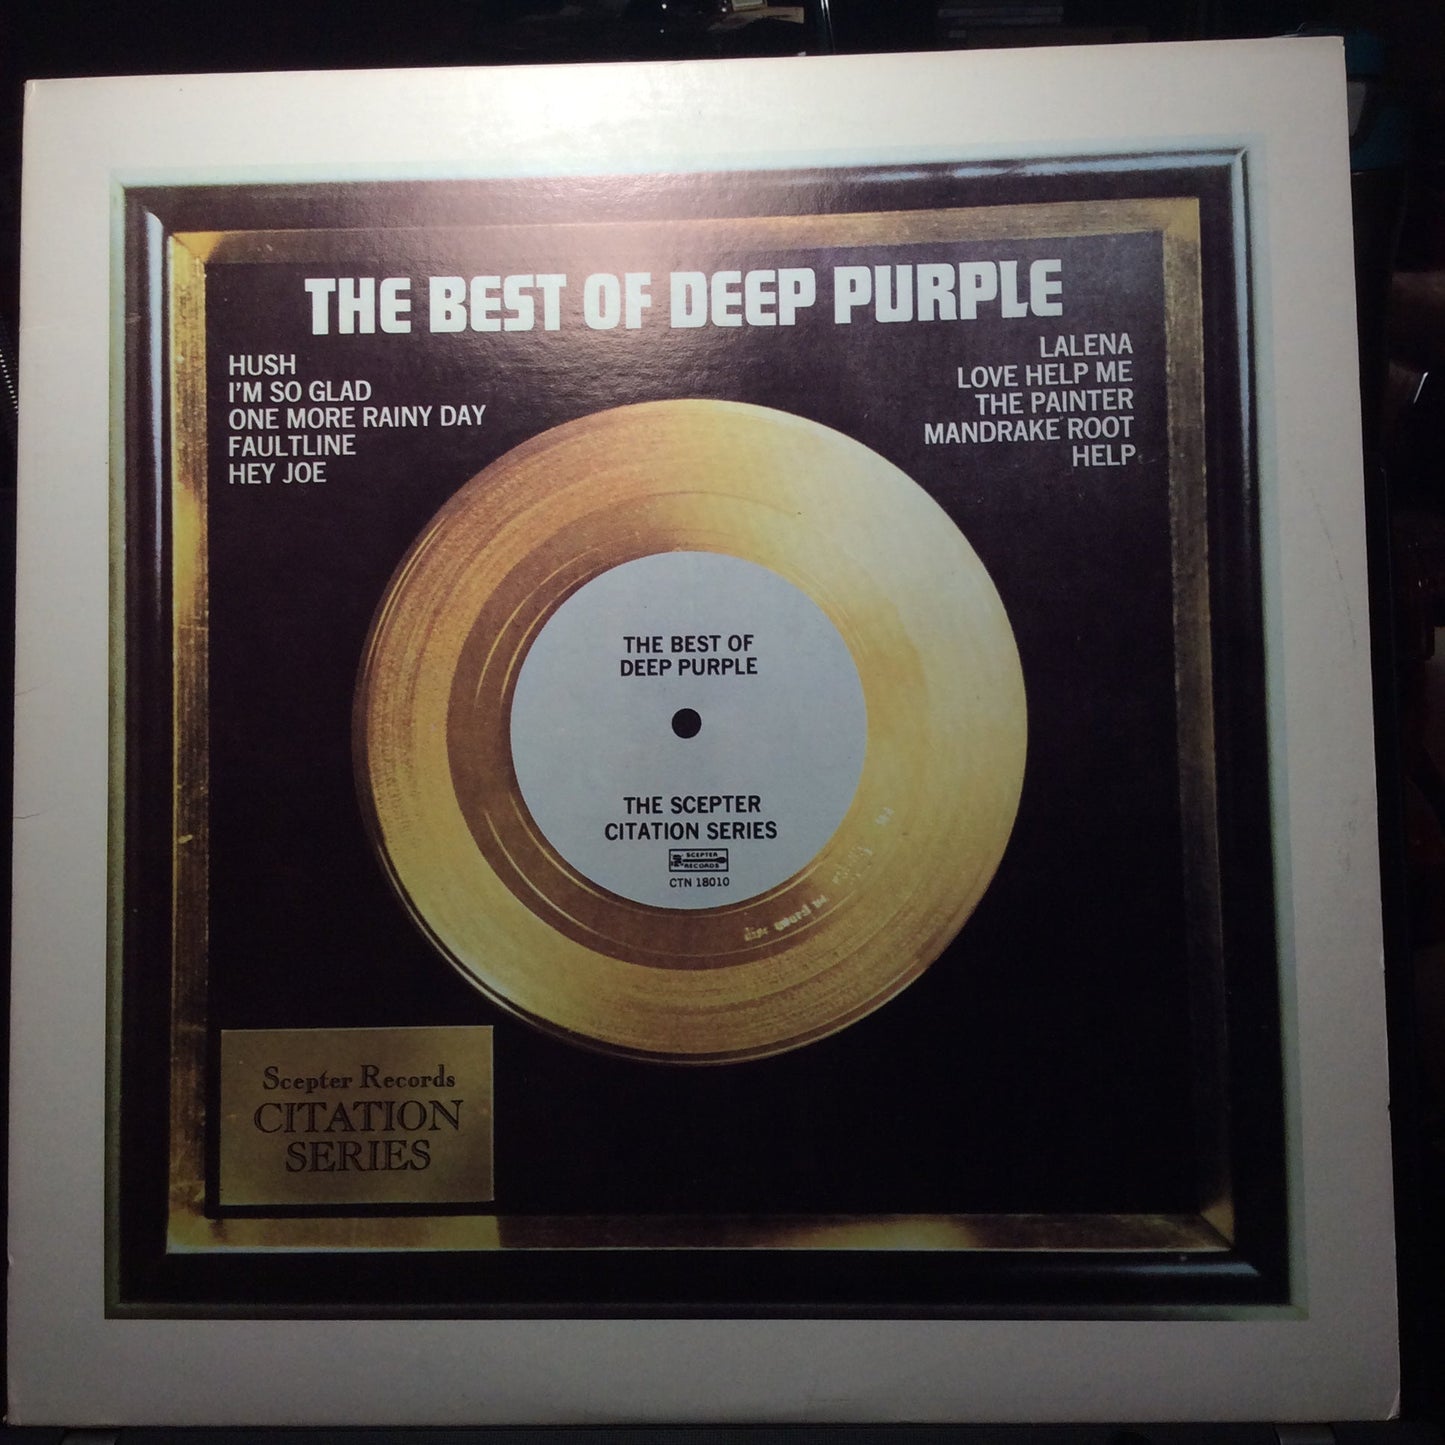 THE BEST OF DEEP PURPLE
HUSH
I'M SO GLAD
ONE MORE RAINY DAY
FAULTLINE
HEY JOE
LALENA
LOVE HELP ME
THE PAINTER
MANDRAKE ROOT
HELP
THE BEST OF
DEEP PURPLE
THE SCEPTER
CITATION SERIES
SCEPTER
RECORDS
CTN 18010
Scepter Records
CITATION
SERIES